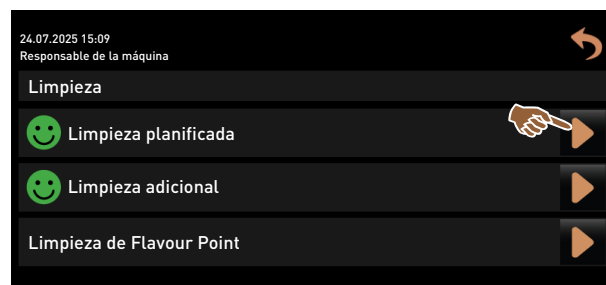 24.07.2025 15:09
Responsable de la máquina
Limpieza
Limpieza planificada
Limpieza adicional
Limpieza de Flavour Point